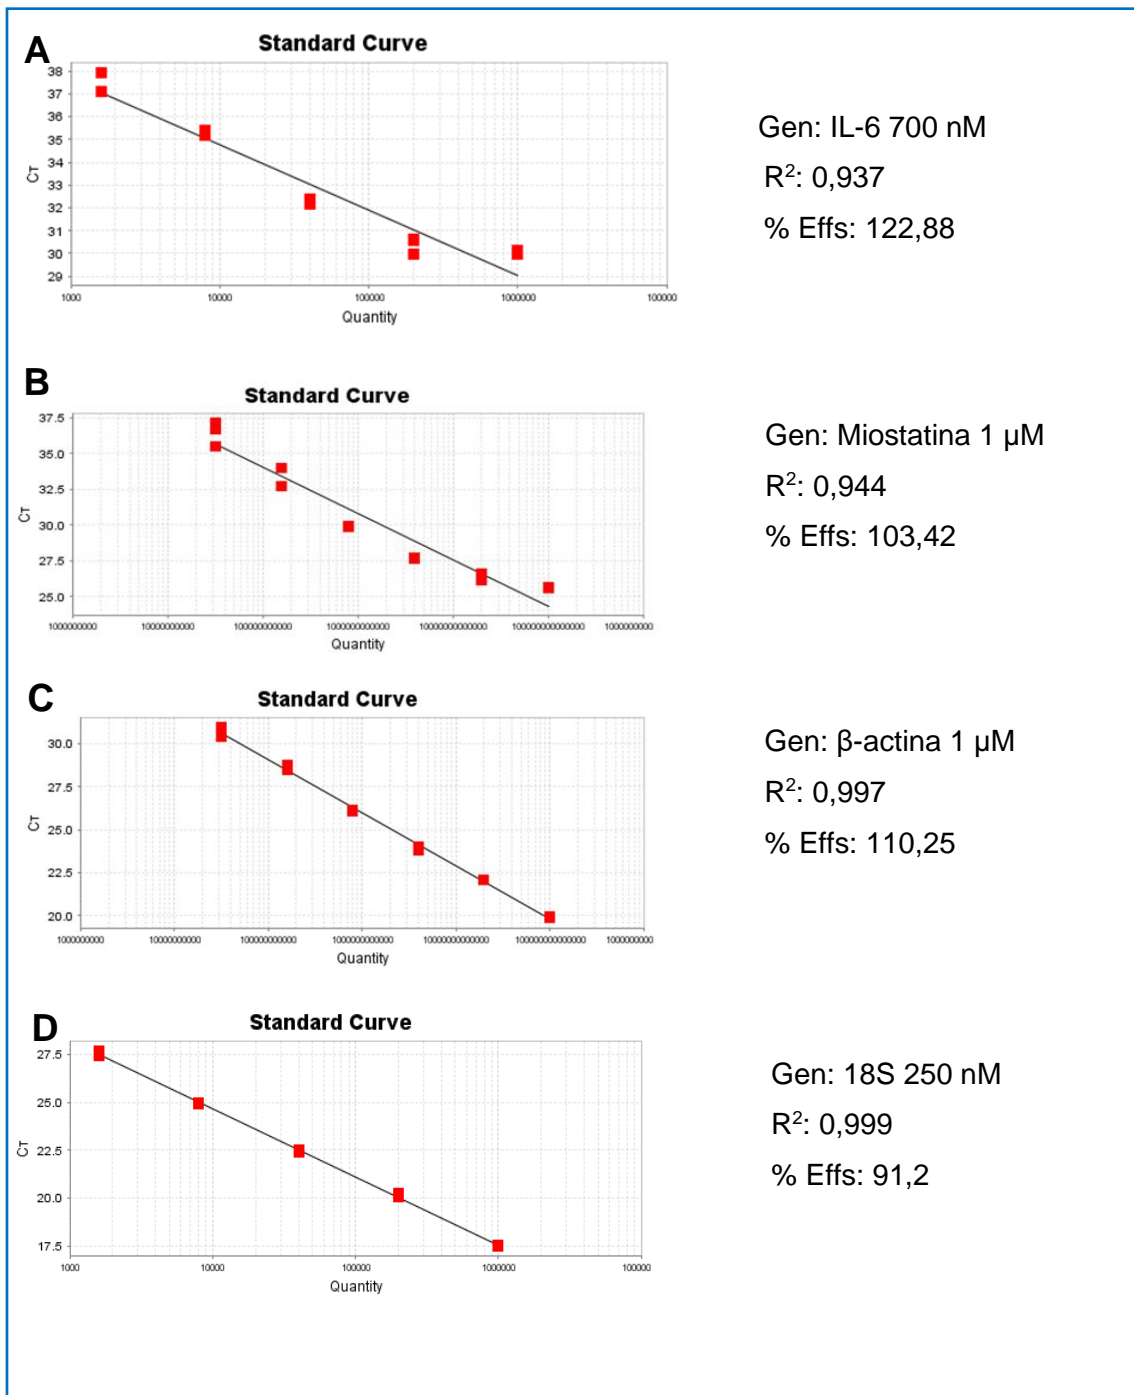 A
Standard Curve
38
37
36
35
34
33
32
31
30
29
CT
1000
10000
100000
1000000
100000
Quantity
Gen: IL-6 700 nM
R²: 0,937
% Effs: 122,88
B
Standard Curve
37.5
35.0
32.5
30.0
27.5
25.0
CT
Quantity
Gen: Miostatina 1 µM
R²: 0,944
% Effs: 103,42
C
Standard Curve
30.0
27.5
25.0
22.5
20.0
CT
Quantity
Gen: β-actina 1 µM
R²: 0,997
% Effs: 110,25
D
Standard Curve
27.5
25.0
22.5
20.0
17.5
CT
1000
10000
100000
1000000
100000
Quantity
Gen: 18S 250 nM
R²: 0,999
% Effs: 91,2